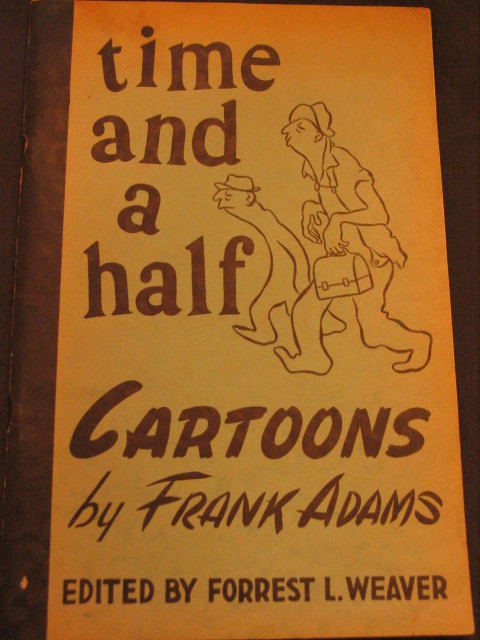 time
and
a
half
CARTOONS
by FRANK ADAMS
EDITED BY FORREST L. WEAVER